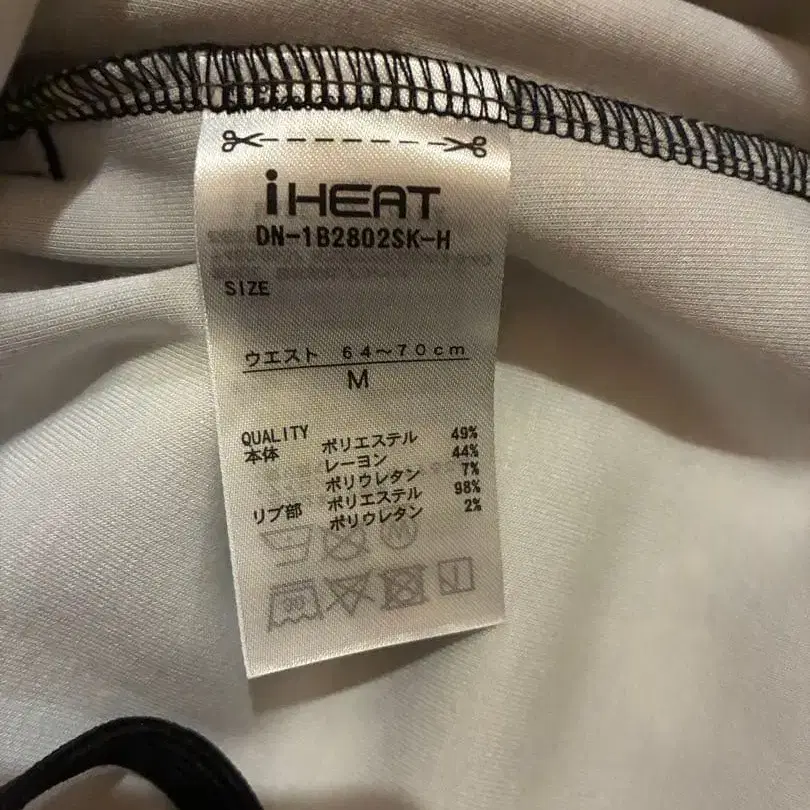 iHEAT
DN-1B2802SK-H
SIZE
ウエスト 64～70cm
M
QUALITY
本体 ポリエステル 49%
レーヨン 44%
ポリウレタン 7%
リブ部 ポリエステル 98%
ポリウレタン 2%